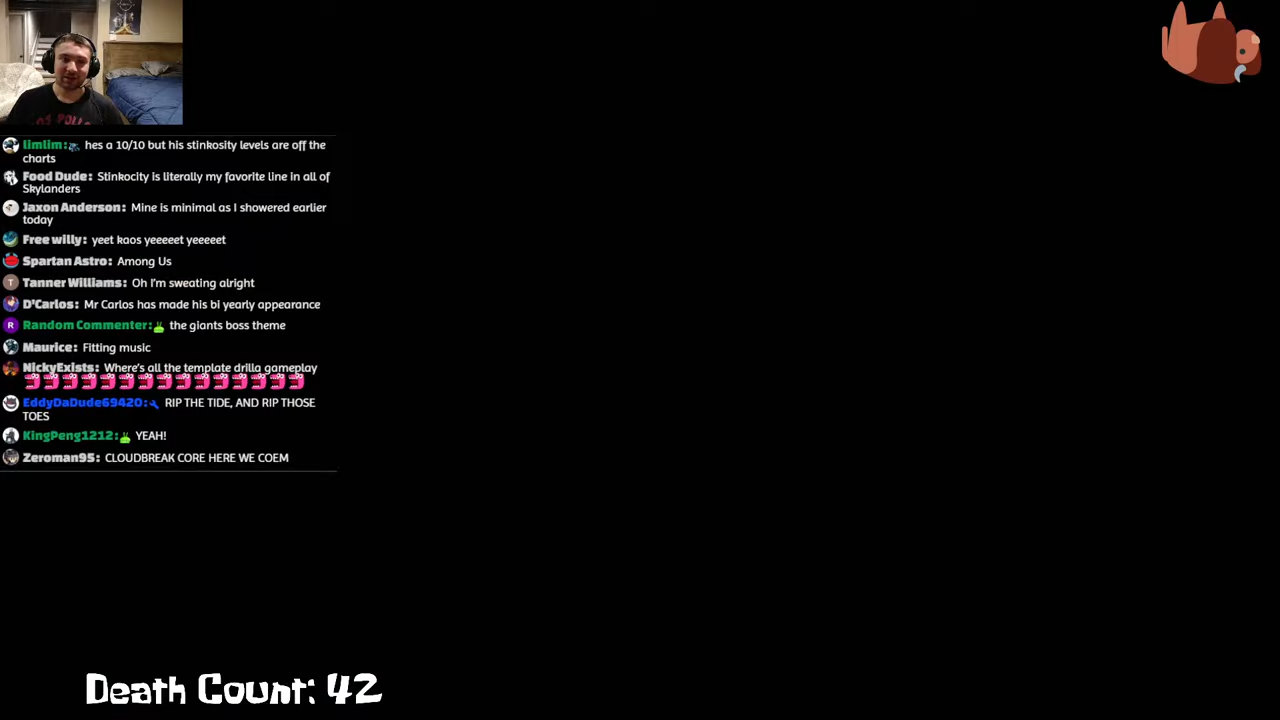 limlim: hes a 10/10 but his stinkosity levels are off the
charts
Food Dude: Stinkocity is literally my favorite line in all of
Skylanders
Jaxon Anderson: Mine is minimal as I showered earlier
today
Free willy: yeet kaos yeeeeet yeeeeet
Spartan Astro: Among Us
T Tanner Williams: Oh I'm sweating alright
D'Carlos: Mr Carlos has made his bi yearly appearance
R Random Commenter: the giants boss theme
Maurice: Fitting music
NickyExists: Where's all the template drilla gameplay
EddyDaDude69420: RIP THE TIDE, AND RIP THOSE
TOES
KingPeng1212: YEAH!
Zeroman95: CLOUDBREAK CORE HERE WE COEM
Death Count: 42